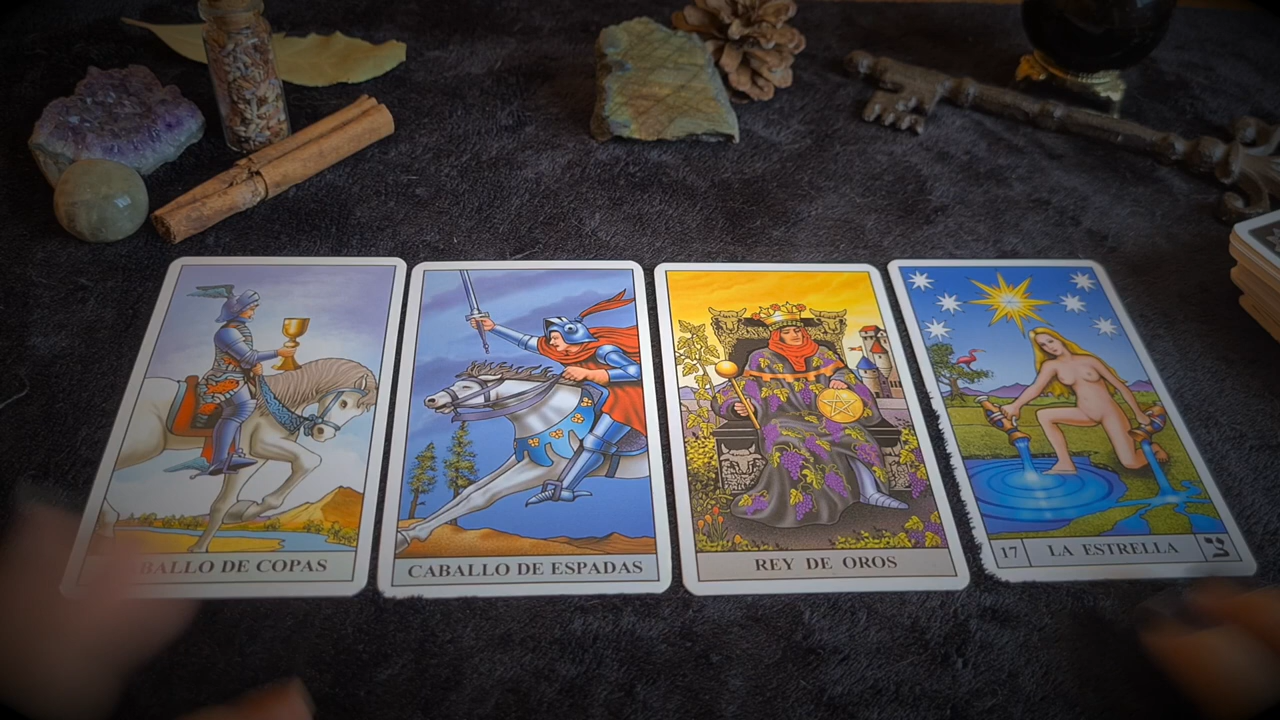 BALLO DE COPAS
CABALLO DE ESPADAS
REY DE OROS
17 LA ESTRELLA צ